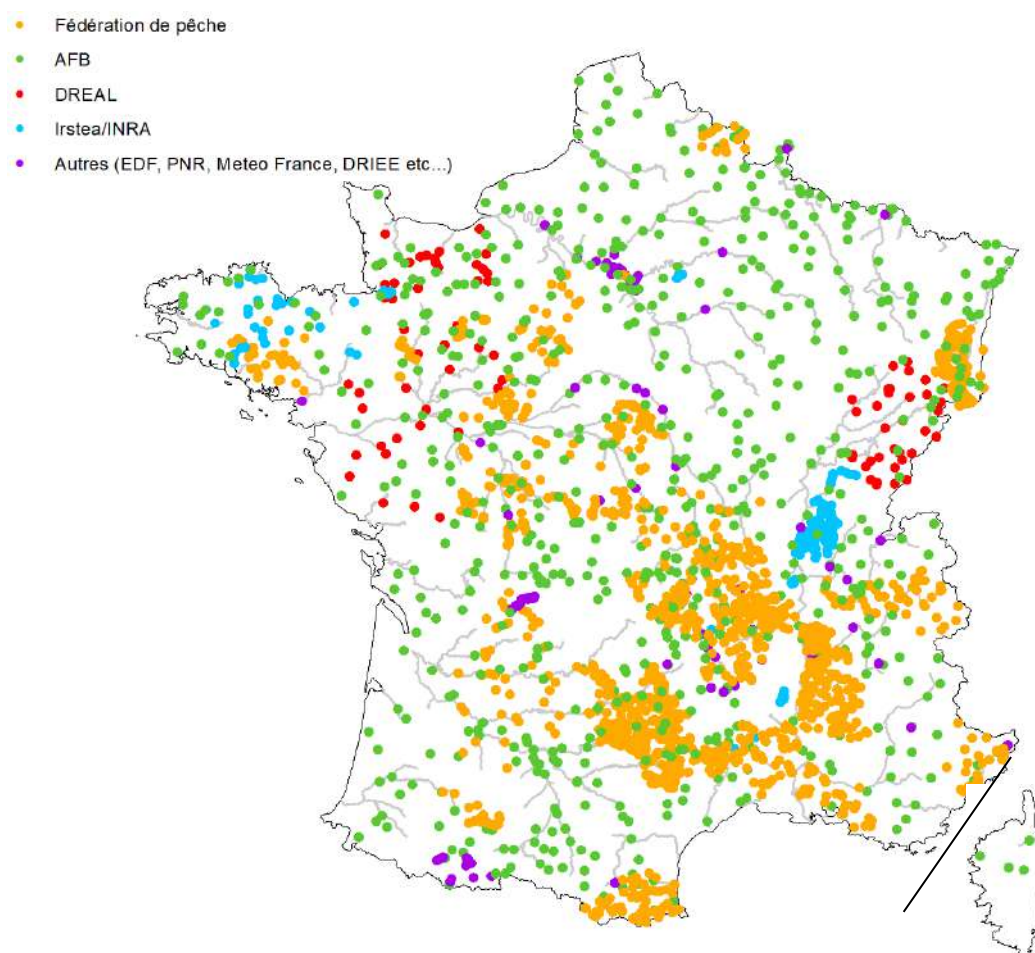 Fédération de pêche
AFB
DREAL
Irstea/INRA
Autres (EDF, PNR, Meteo France, DRIEE etc...)